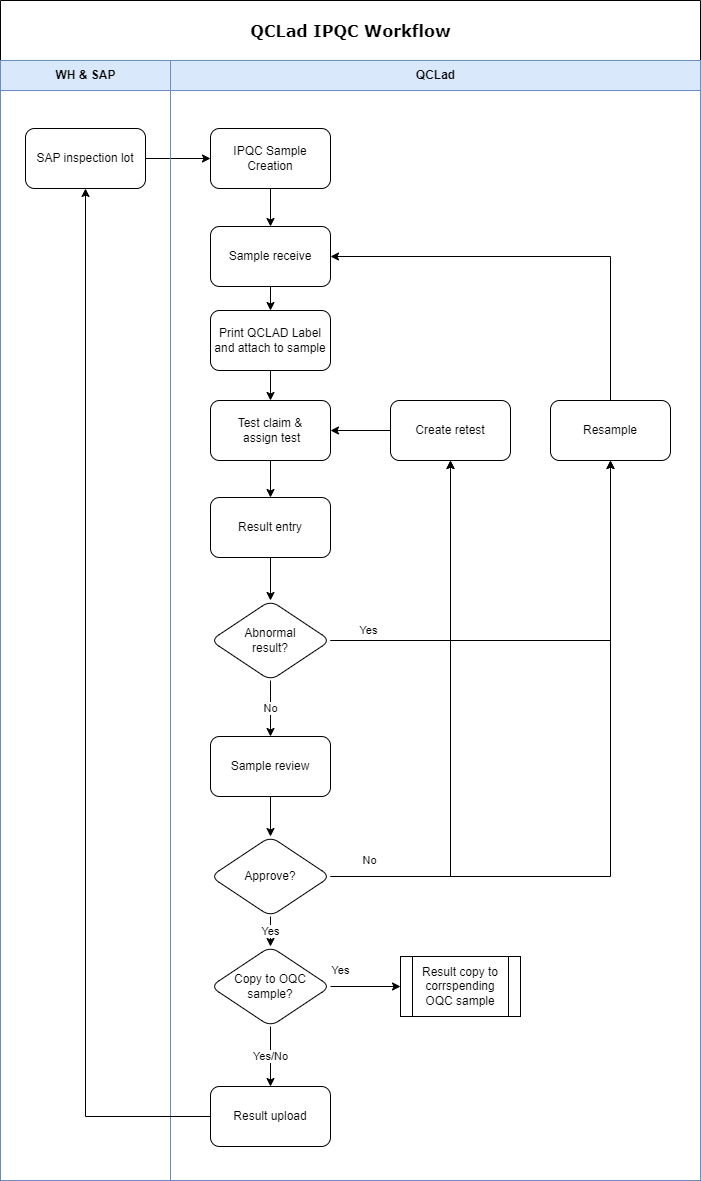 QCLad IPQC Workflow
WH & SAP
QCLad
SAP inspection lot
IPQC Sample
Creation
Sample receive
Print QCLAD Label
and attach to sample
Test claim &
assign test
Create retest
Resample
Result entry
Abnormal
result?
Yes
No
Sample review
Approve?
No
Yes
Copy to OQC
sample?
Yes
Result copy to
corrspending
OQC sample
Yes/No
Result upload